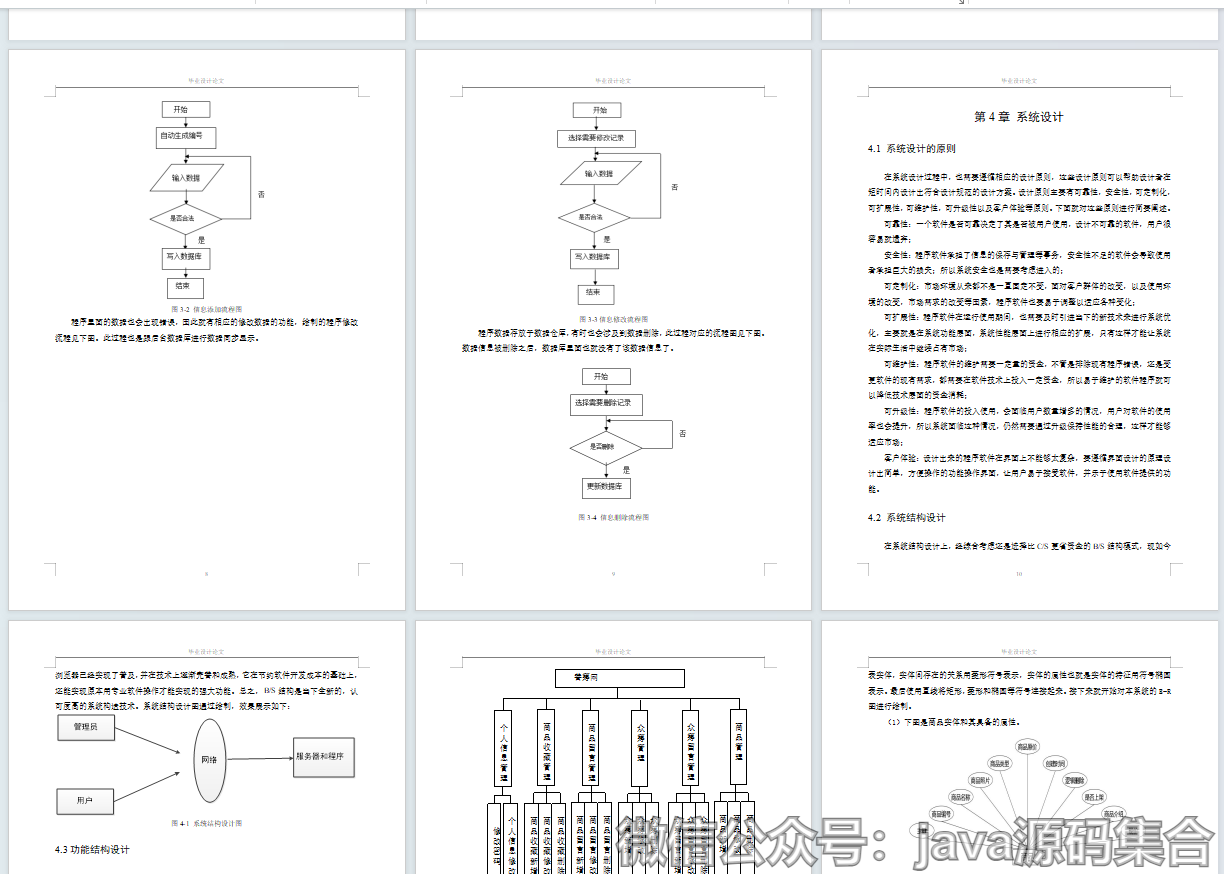 毕业设计论文
开始
自动生成编号
输入数据
是否合法
否
是
写入数据库
结束
图 3-2 信息添加流程图
程序里面的数据也会出现错误，因此就有相应的修改数据的功能，绘制的程序修改
流程见下图。此过程也是跟后台数据库进行数据同步显示。
8
毕业设计论文
开始
选择需要修改记录
输入数据
是否合法
否
是
写入数据库
结束
图 3-3 信息修改流程图
程序数据存放于数据仓库，有时也会涉及到数据删除，此过程对应的流程图见下图。
数据信息被删除之后，数据库里面也就没有了该数据信息了。
开始
选择需要删除记录
是否删除
否
是
更新数据库
图 3-4 信息删除流程图
9
毕业设计论文
第 4 章 系统设计
4.1 系统设计的原则
在系统设计过程中，也需要遵循相应的设计原则，这些设计原则可以帮助设计者在
短时间内设计出符合设计规范的设计方案。设计原则主要有可靠性，安全性，可定制化，
可扩展性，可维护性，可升级性以及客户体验等原则。下面就对这些原则进行简要阐述。
可靠性：一个软件是否可靠决定了其是否被用户使用，设计不可靠的软件，用户很
容易就遗弃；
安全性：程序软件承担了信息的保存与管理等事务，安全性不足的软件会导致使用
者承担巨大的损失；所以系统安全也是需要考虑进入的；
可定制化：市场环境从来都不是一直固定不变，面对客户群体的改变，以及使用环
境的改变，市场需求的改变等因素，程序软件也要易于调整以适应各种变化；
可扩展性：程序软件在运行使用期间，也需要及时引进当下的新技术来进行系统优
化，主要就是在系统功能层面，系统性能层面上进行相应的扩展，只有这样才能让系统
在实际生活中继续占有市场；
可维护性：程序软件的维护需要一定量的资金，不管是排除现有程序错误，还是变
更软件的现有需求，都需要在软件技术上投入一定资金，所以易于维护的软件程序就可
以降低技术层面的资金消耗；
可升级性：程序软件的投入使用，会面临用户数量增多的情况，用户对软件的使用
率也会提升，所以系统面临这种情况，仍然需要通过升级保持性能的合理，这样才能够
适应市场；
客户体验：设计出来的程序软件在界面上不能够太复杂，要遵循界面设计的原理设
计出简单，方便操作的功能操作界面，让用户易于接受软件，并乐于使用软件提供的功
能。
4.2 系统结构设计
在系统结构设计上，经综合考虑还是选择比 C/S 更省资金的 B/S 结构模式，现如今
10
毕业设计论文
浏览器已经实现了普及，并在技术上逐渐完善和成熟，它在节约软件开发成本的基础上，
还能实现原本用专业软件操作才能实现的强大功能。总之，B/S 结构是当下全新的，认
可度高的系统构造技术。系统结构设计图通过绘制，效果展示如下：
管理员
用户
网络
服务器和程序
图 4-1 系统结构设计图
4.3 功能结构设计
毕业设计论文
个人信息管理
商品收藏管理
商品留言管理
众筹管理
众筹留言管理
商品管理
修改密码
个人信息修改
毕业设计论文
表实体，实体间存在的关系用菱形符号表示，实体的属性也就是实体的特征用符号椭圆
表示。最后使用直线将矩形，菱形和椭圆等符号连接起来。接下来就开始对本系统的 E-R
图进行绘制。
（1）下图是商品实体和其具备的属性。
商品原价
商品类型
创建时间
商品照片
逻辑删除
商品名称
是否上架
商品编号
商品介绍
微信公众号：java源码集合